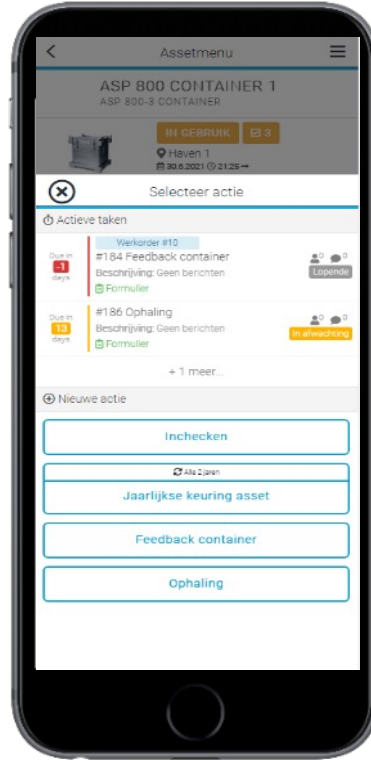 Assetmenu
ASP 800 CONTAINER 1
ASP 800-3 CONTAINER
IN GEBRUIK 3
Haven 1
30.6.2021 21:25
Selecteer actie
Actieve taken
Werkorder #10
Due in
-1
days
#184 Feedback container
Beschrijving: Geen berichten
Formulier
0 0
Lopende
Due in
13
days
#186 Ophaling
Beschrijving: Geen berichten
Formulier
0 0
In afwachting
+ 1 meer...
Nieuwe actie
Inchecken
Alle 2 jaren
Jaarlijkse keuring asset
Feedback container
Ophaling